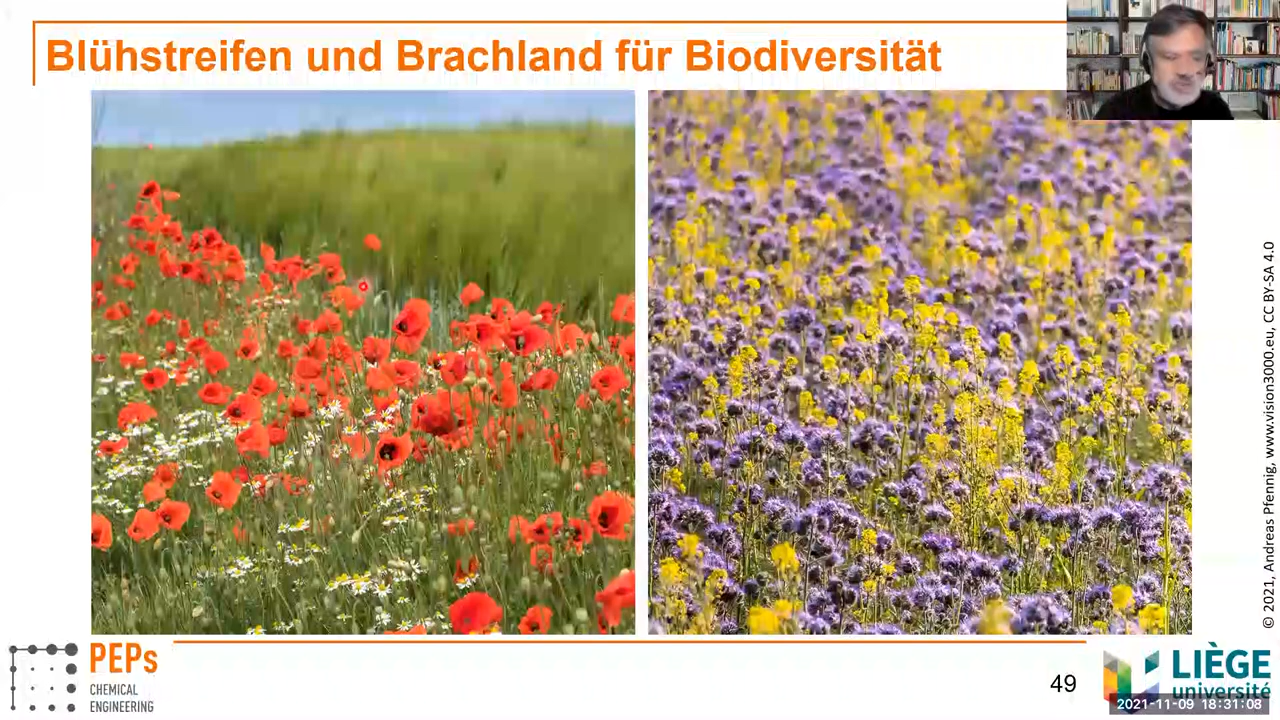 Blühstreifen und Brachland für Biodiversität
© 2021, Andreas Pfennig, www.vision3000.eu, CC BY-SA 4.0
PEPs
CHEMICAL
ENGINEERING
49
LIÈGE
université
2021-11-09 18:31:08